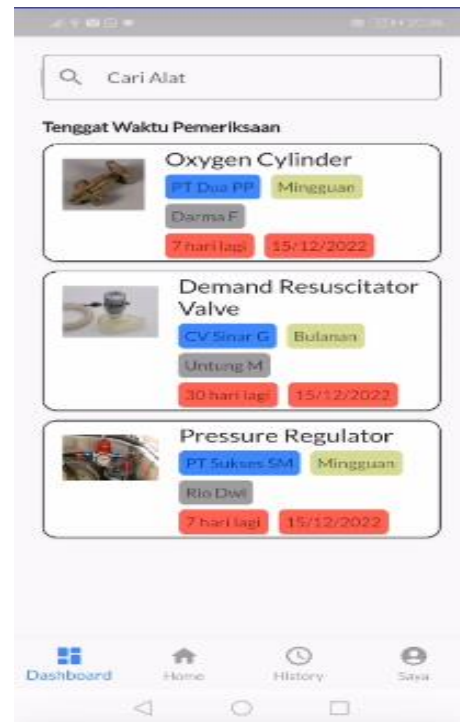 Cari Alat
Tenggat Waktu Pemeriksaan
Oxygen Cylinder
PT Dua PP Mingguan
Darma F
7 hari lagi 15/12/2022
Demand Resuscitator
Valve
CV Sinar G Bulanan
Untung M
30 hari lagi 15/12/2022
Pressure Regulator
PT Sukses SM Mingguan
Rio Dwi
7 hari lagi 15/12/2022
Dashboard Home History Saya